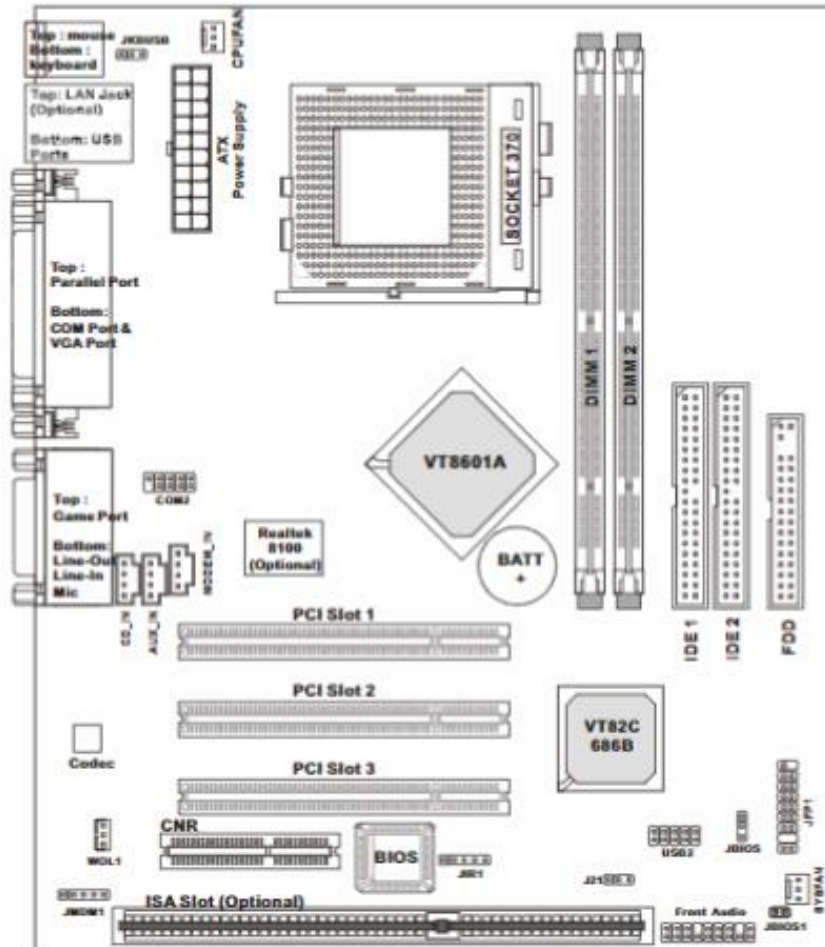 Top : mouse
Bottom :
keyboard
JKBUSB
CPUFAN
Top: LAN Jack
(Optional)
Bottom: USB
Ports
ATX
Power Supply
SOCKET 370
Top :
Parallel Port
Bottom:
COM Port &
VGA Port
DIMM 1
DIMM 2
VT8601A
Top :
Game Port
Bottom:
Line-Out
Line-In
Mic
COM2
Realtek
8100
(Optional)
BATT
+
CD_IN
AUX_IN
MODEM_IN
IDE 1
IDE 2
FDD
PCI Slot 1
PCI Slot 2
VT82C
686B
Codec
PCI Slot 3
JFP1
WOL1
CNR
BIOS
JIR1
USB2
JBIOS
J21
SYSFAN
JMDM1
ISA Slot (Optional)
Front Audio
JBIOS1